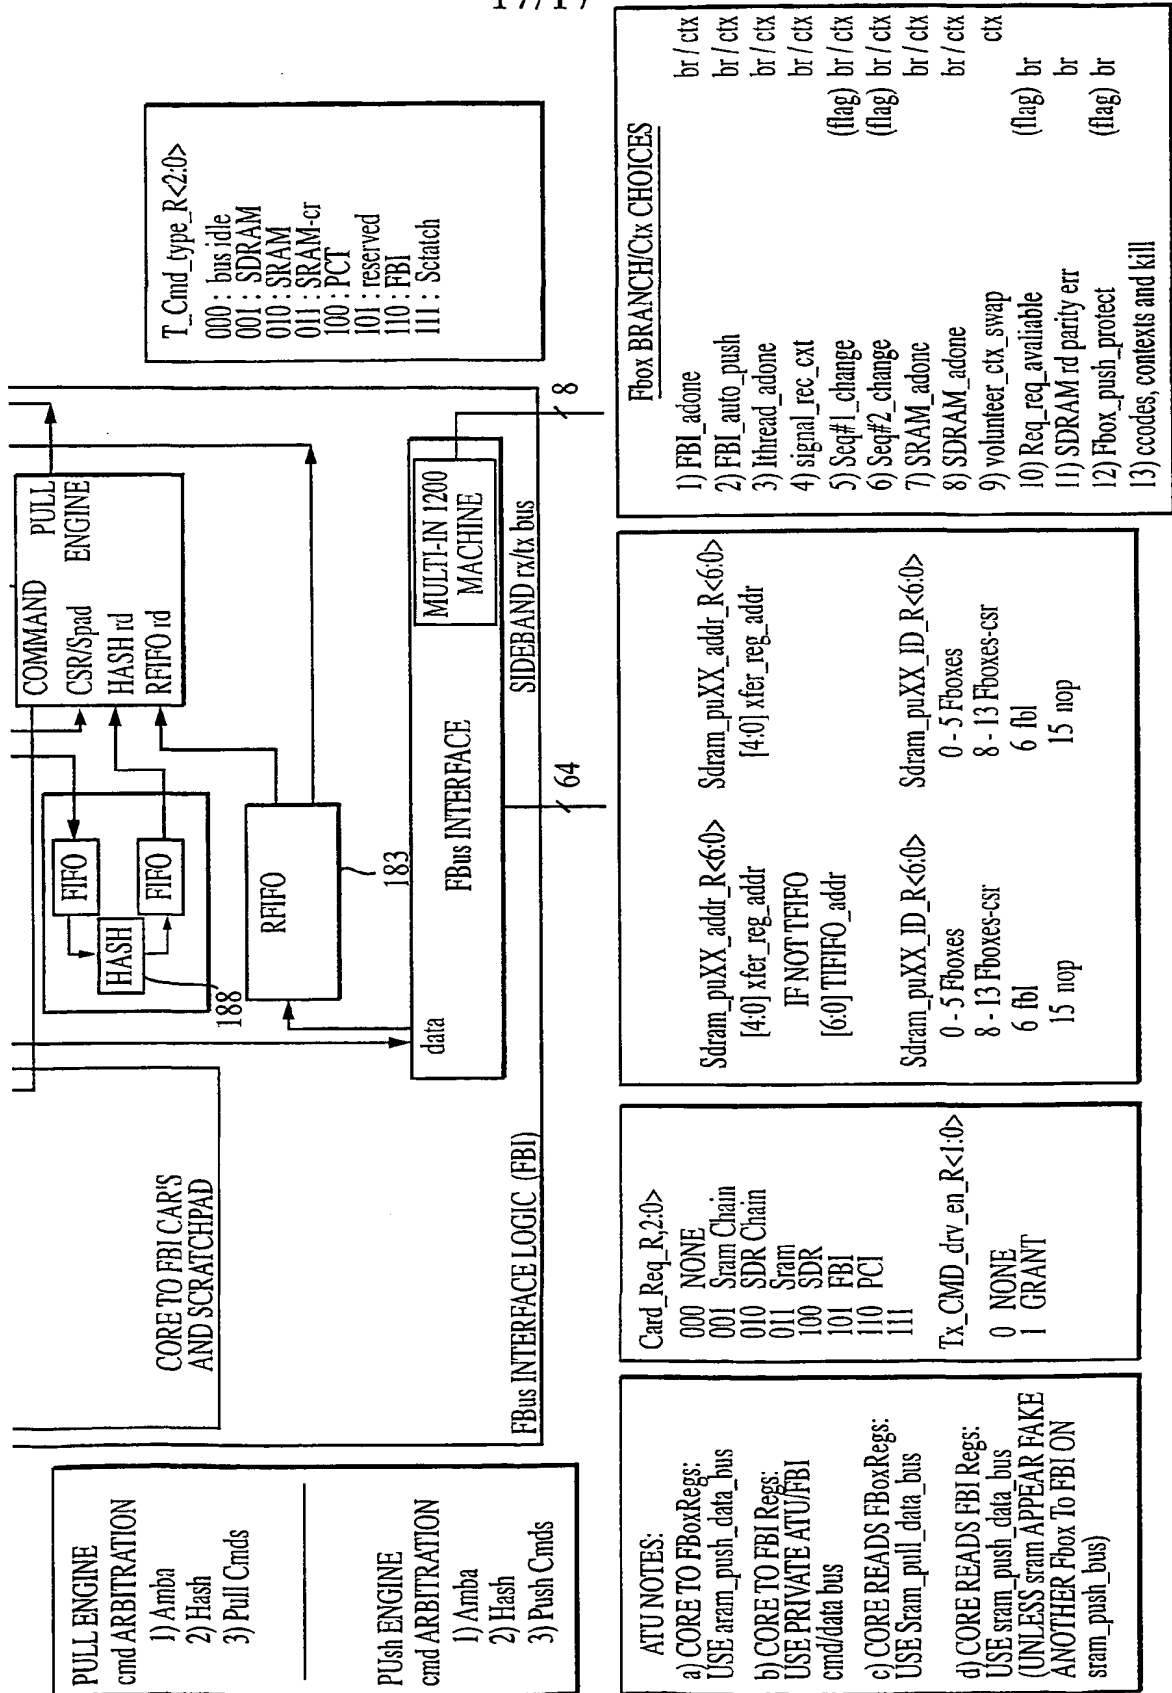 17/17
PULL ENGINE
cmd ARBITRATION
1) Amba
2) Hash
3) Pull Cmds
PUsh ENGINE
cmd ARBITRATION
1) Amba
2) Hash
3) Push Cmds
CORE TO FBI CAR'S
AND SCRATCHPAD
FBus INTERFACE LOGIC (FBI)
FIFO
HASH
FIFO
188
COMMAND
PULL
ENGINE
CSR/Spad
HASH rd
RFIFO rd
RFIFO
183
data
FBus INTERFACE
MULTI-IN 1200
MACHINE
SIDEBAND rx/tx bus
64
8
T_Cmd_type_R<2:0>
000 : bus idle
001 : SDRAM
010 : SRAM
011 : SRAM-cr
100 : PCT
101 : reserved
110 : FBI
111 : Sctatch
ATU NOTES:
a) CORE TO FBoxRegs:
USE aram_push_data_bus
b) CORE TO FBI Regs:
USE PRIVATE ATU/FBI
cmd/data bus
c) CORE READS FBoxRegs:
USE Sram_pull_data_bus
d) CORE READS FBI Regs:
USE sram_push_data_bus
(UNLESS sram APPEAR FAKE
ANOTHER Fbox To FBI ON
sram_push_bus)
Card_Req_R,2:0>
000 NONE
001 Sram Chain
010 SDR Chain
011 Sram
100 SDR
101 FBI
110 PCI
111
Tx_CMD_drv_en_R<1:0>
0 NONE
1 GRANT
Sdram_puXX_addr_R<6:0>
[4:0] xfer_reg_addr
IF NOT TFIFO
[6:0] TIFIFO_addr
Sdram_puXX_ID_R<6:0>
0 - 5 Fboxes
8 - 13 Fboxes-csr
6 fbl
15 nop
Sdram_puXX_addr_R<6:0>
[4:0] xfer_reg_addr
Sdram_puXX_ID_R<6:0>
0 - 5 Fboxes
8 - 13 Fboxes-csr
6 fbl
15 nop
Fbox BRANCH/Ctx CHOICES
1) FBI_adone br / ctx
2) FBI_auto_push br / ctx
3) Ithread_adone br / ctx
4) signal_rec_cxt br / ctx
5) Seq#1_change (flag) br / ctx
6) Seq#2_change (flag) br / ctx
7) SRAM_adone br / ctx
8) SDRAM_adone br / ctx
9) volunteer_ctx_swap ctx
10) Req_req_avaliable (flag) br
11) SDRAM rd parity err br
12) Fbox_push_protect (flag) br
13) ccodes, contexts and kill